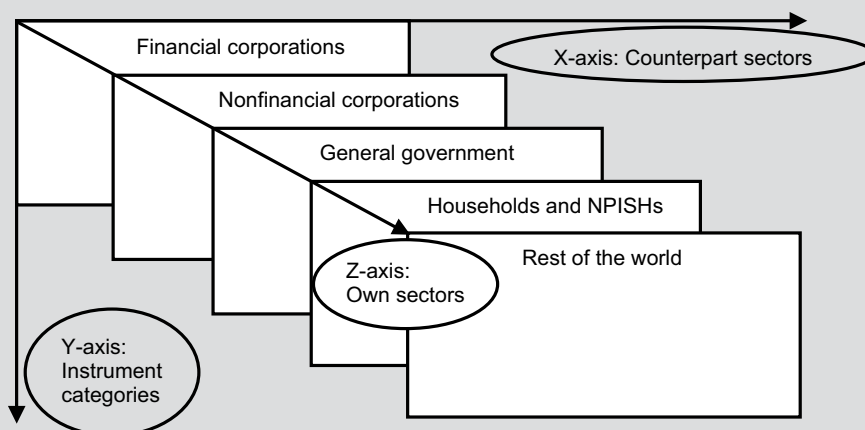 Financial corporations
X-axis: Counterpart sectors
Nonfinancial corporations
General government
Households and NPISHs
Rest of the world
Z-axis:
Own sectors
Y-axis:
Instrument
categories